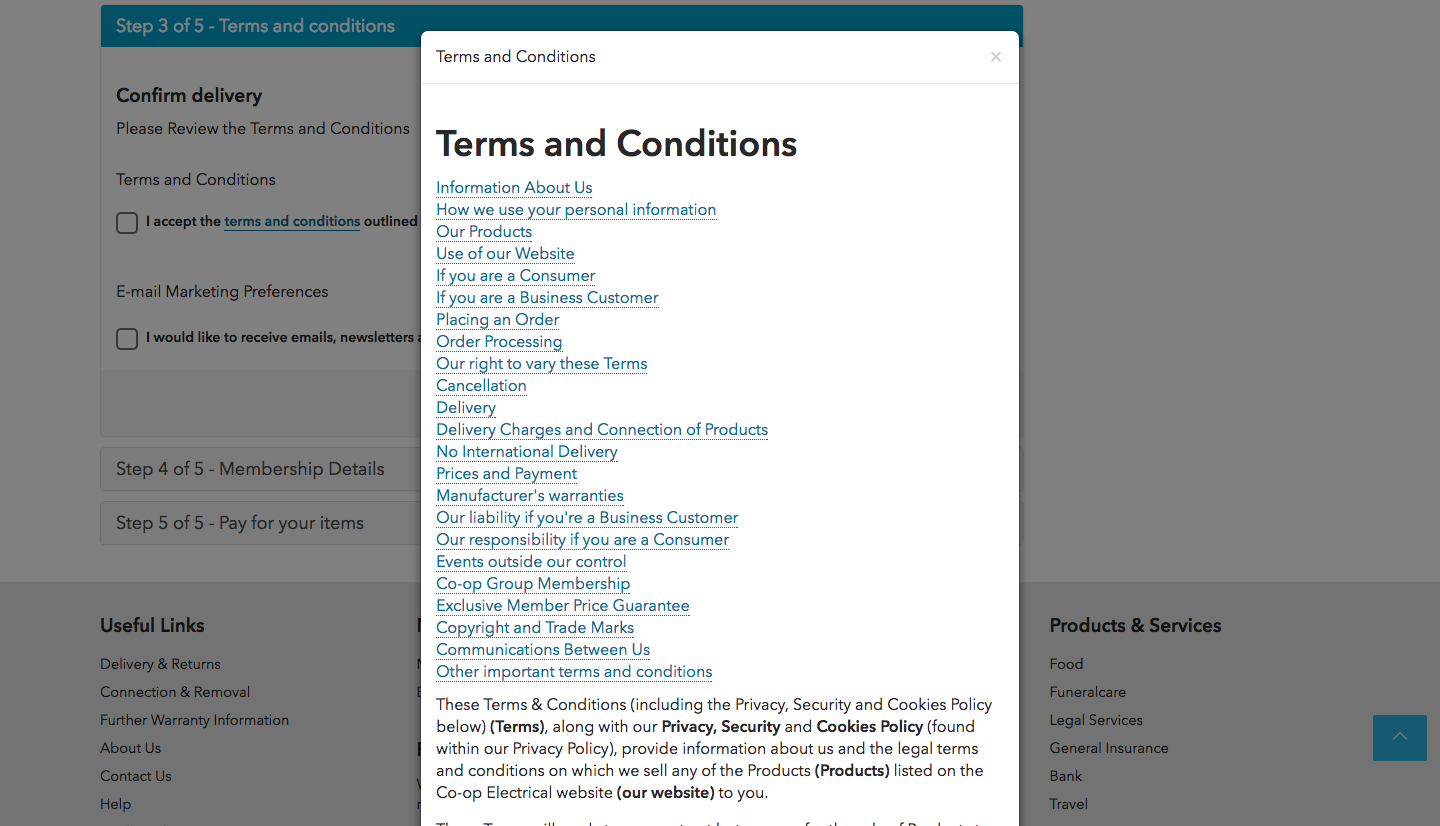 Step 3 of 5 - Terms and conditions
Confirm delivery
Please Review the Terms and Conditions
Terms and Conditions
I accept the terms and conditions outlined
E-mail Marketing Preferences
I would like to receive emails, newsletters
Step 4 of 5 - Membership Details
Step 5 of 5 - Pay for your items
Terms and Conditions ×
Terms and Conditions
Information About Us
How we use your personal information
Our Products
Use of our Website
If you are a Consumer
If you are a Business Customer
Placing an Order
Order Processing
Our right to vary these Terms
Cancellation
Delivery
Delivery Charges and Connection of Products
No International Delivery
Prices and Payment
Manufacturer's warranties
Our liability if you're a Business Customer
Our responsibility if you are a Consumer
Events outside our control
Co-op Group Membership
Exclusive Member Price Guarantee
Copyright and Trade Marks
Communications Between Us
Other important terms and conditions
These Terms & Conditions (including the Privacy, Security and Cookies Policy
below) (Terms), along with our Privacy, Security and Cookies Policy (found
within our Privacy Policy), provide information about us and the legal terms
and conditions on which we sell any of the Products (Products) listed on the
Co-op Electrical website (our website) to you.
Useful Links
Delivery & Returns
Connection & Removal
Further Warranty Information
About Us
Contact Us
Help
Products & Services
Food
Funeralcare
Legal Services
General Insurance
Bank
Travel